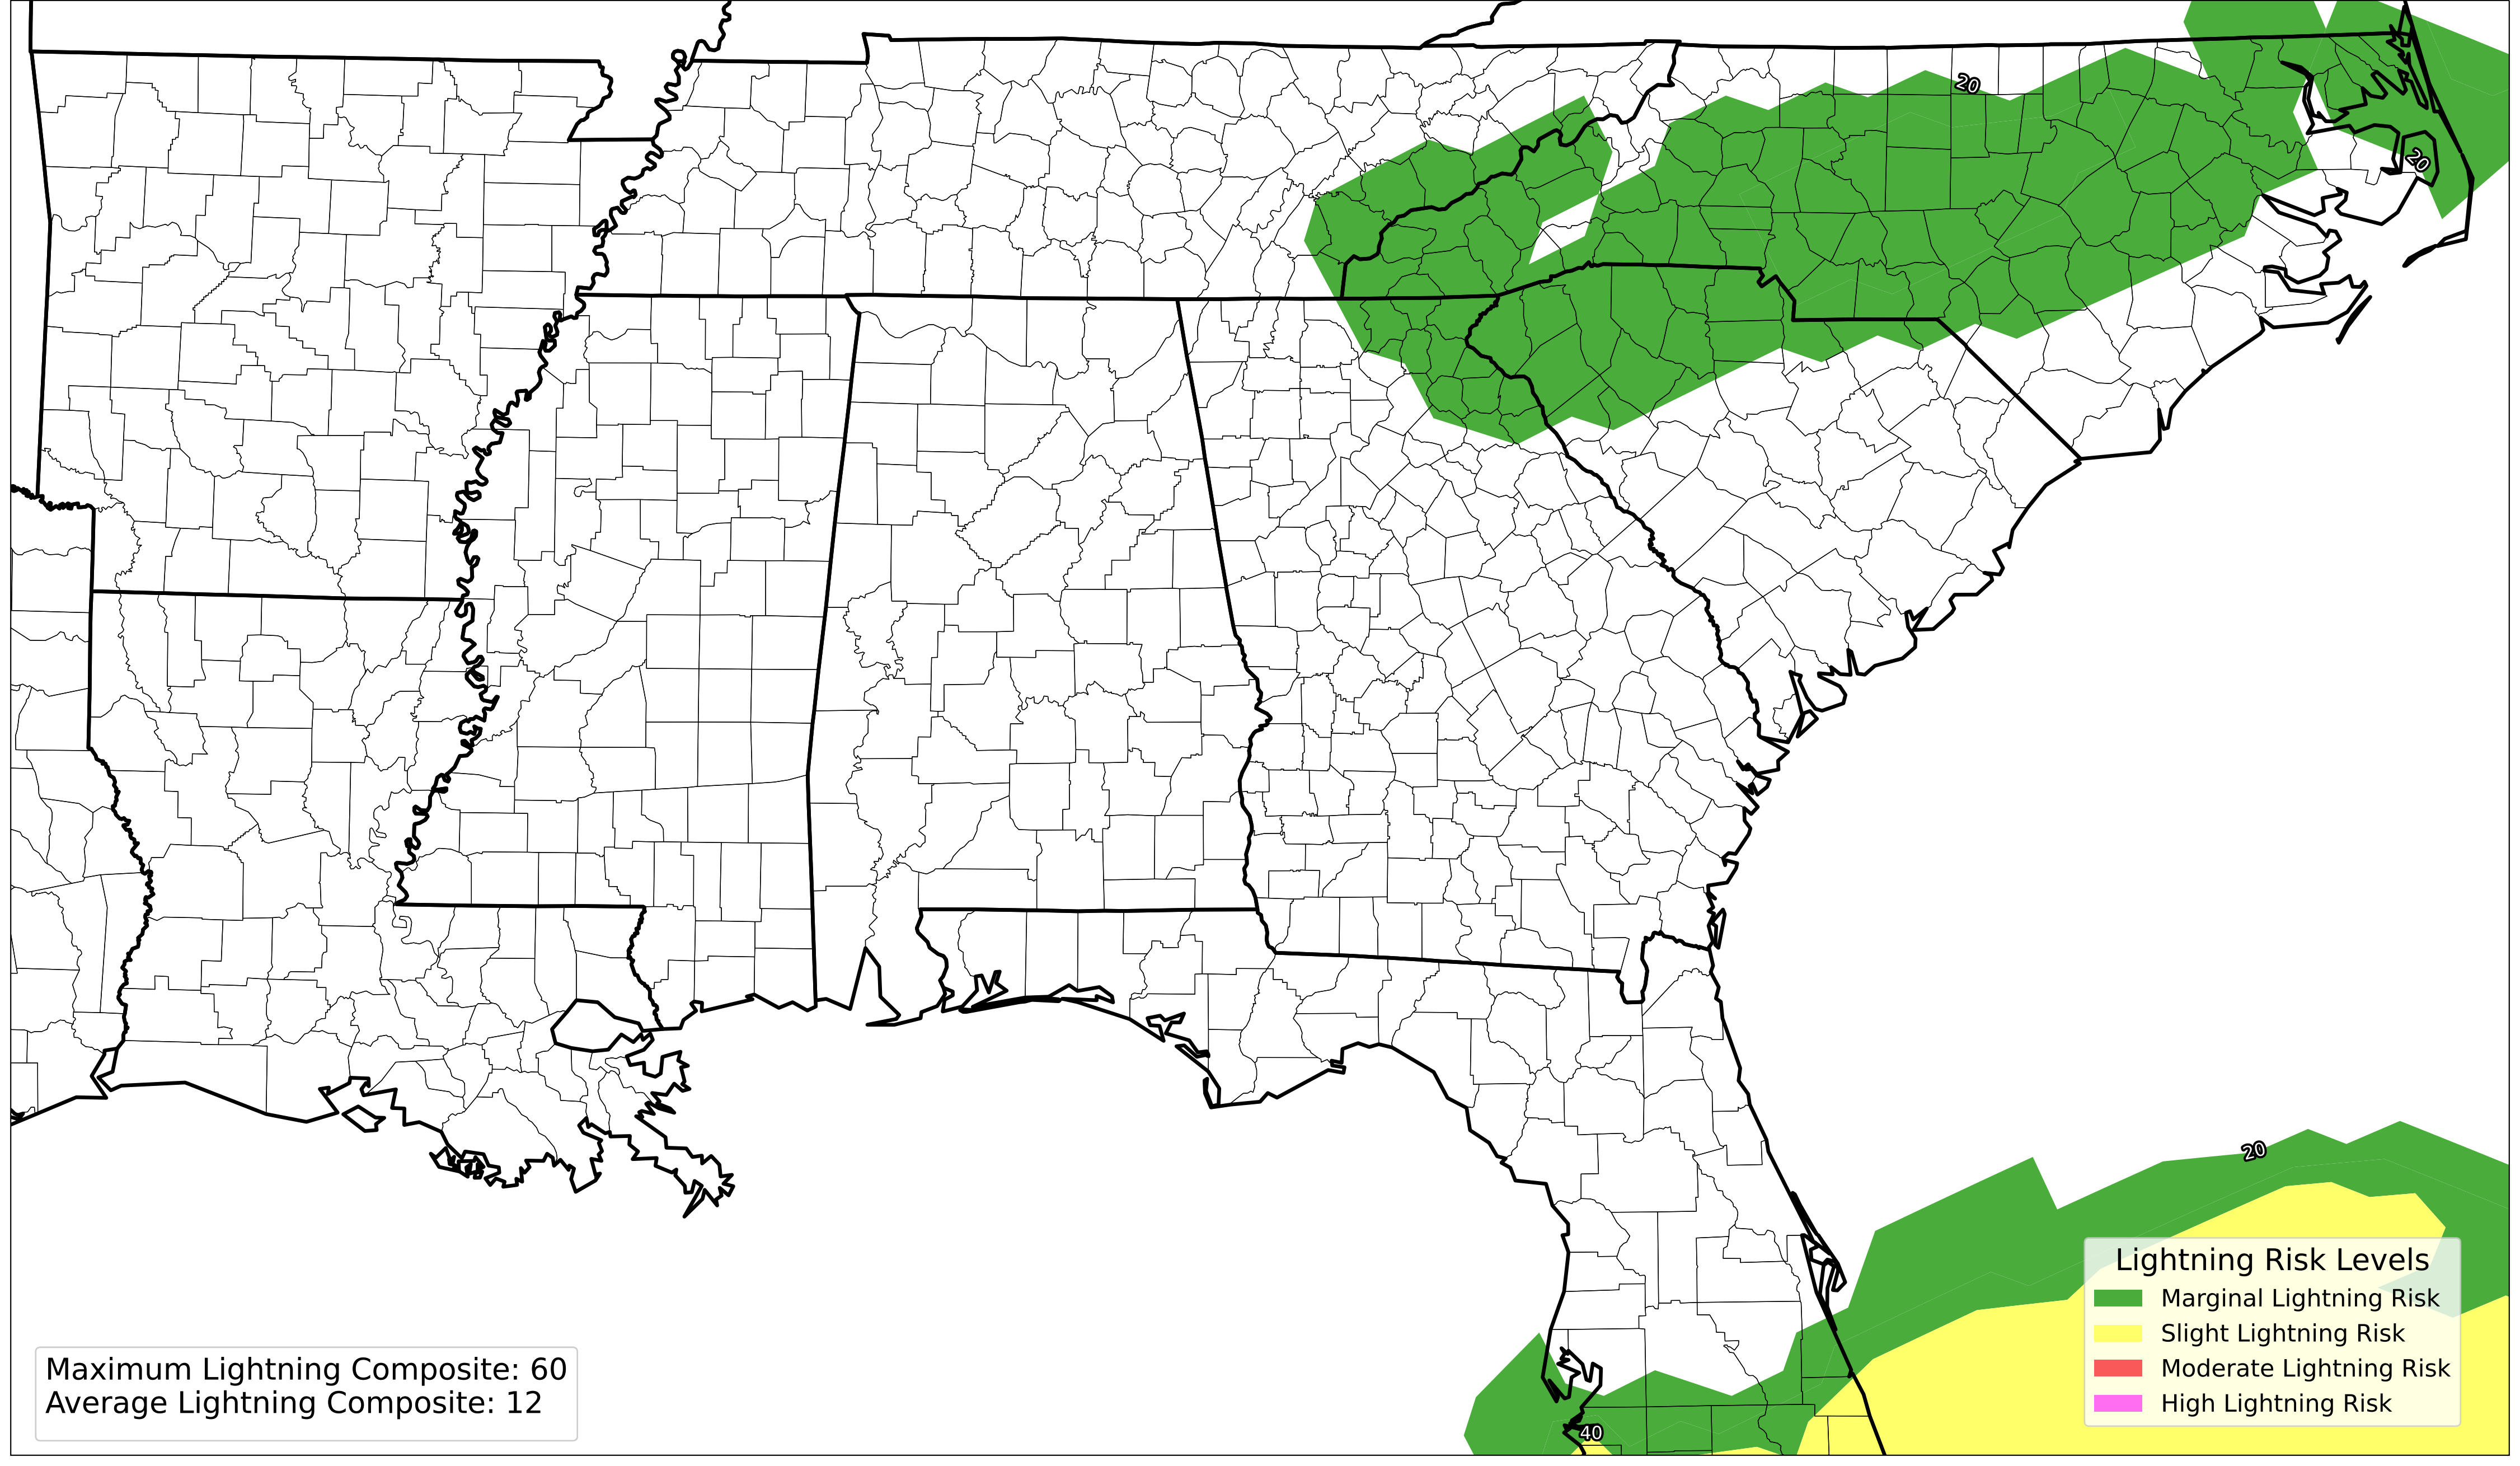 20
20
20
Lightning Risk Levels
Marginal Lightning Risk
Slight Lightning Risk
Moderate Lightning Risk
High Lightning Risk
Maximum Lightning Composite: 60
Average Lightning Composite: 12
40